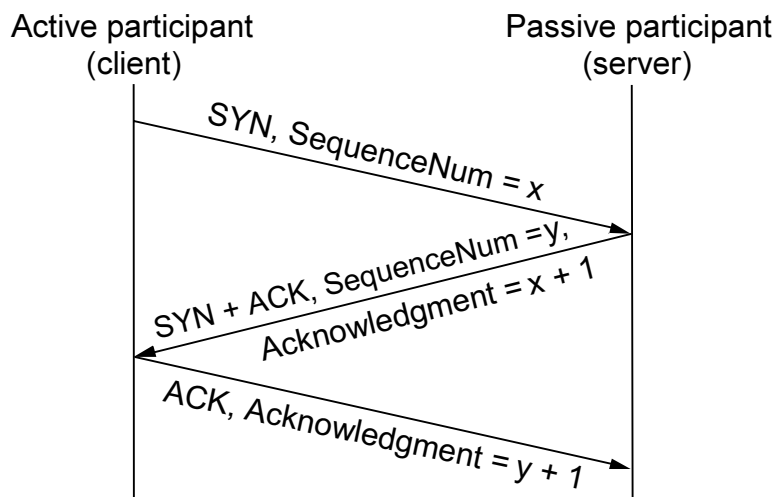 Active participant
(client)
Passive participant
(server)
SYN, SequenceNum = x
SYN + ACK, SequenceNum =y,
Acknowledgment = x + 1
ACK, Acknowledgment = y + 1